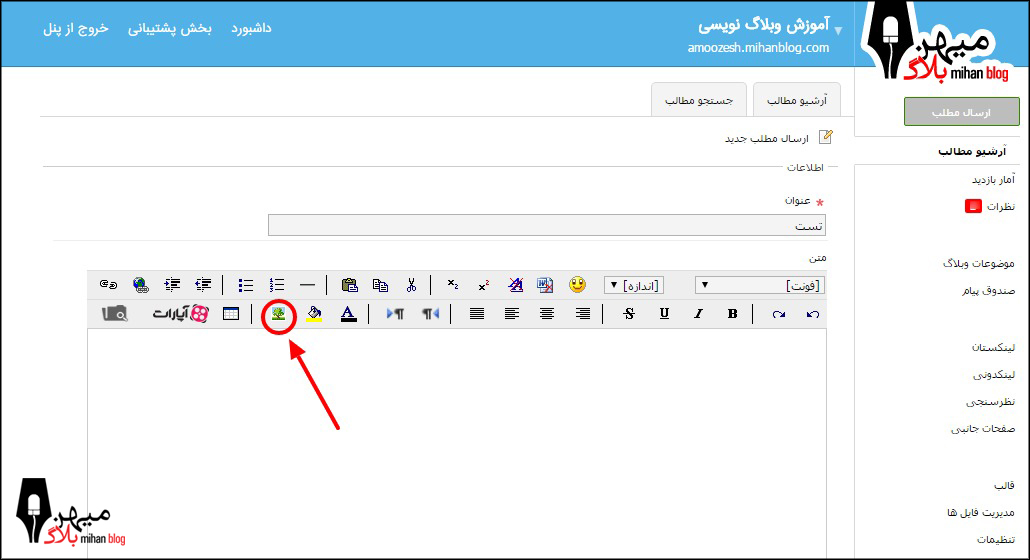 میهن بلاگ mihan blog
آموزش وبلاگ نویسی
amoozesh.mihanblog.com
داشبورد
بخش پشتیبانی
خروج از پنل
ارسال مطلب
آرشیو مطالب
آمار بازدید
نظرات
موضوعات وبلاگ
صندوق پیام
لینکستان
لینکدونی
نظرسنجی
صفحات جانبی
قالب
مدیریت فایل ها
تنظیمات
آرشیو مطالب
جستجو مطالب
ارسال مطلب جدید
اطلاعات
* عنوان
تست
متن
[فونت]
[اندازه]
B I U S
آپارات
میهن بلاگ mihan blog